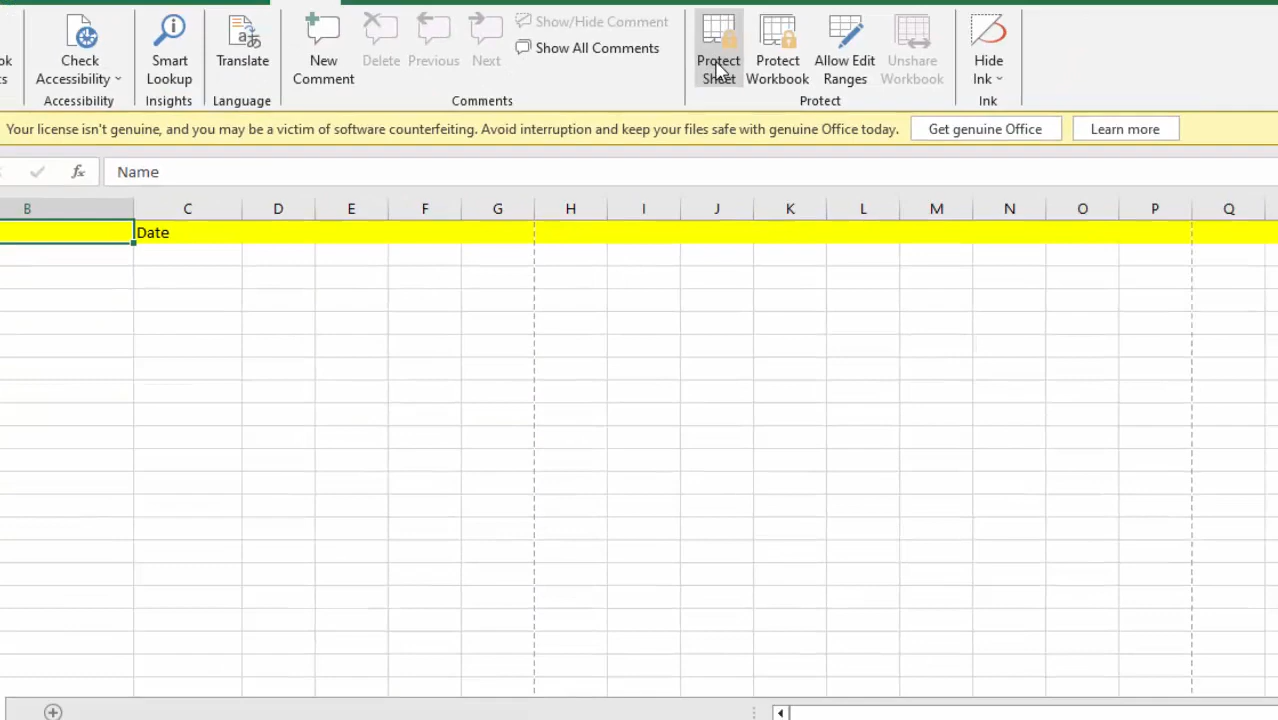 ok
ts
Check
Accessibility
Accessibility
Smart
Lookup
Insights
Translate
Language
New
Comment
Delete
Previous
Next
Show/Hide Comment
Show All Comments
Comments
Protect
Sheet
Protect
Workbook
Allow Edit
Ranges
Unshare
Workbook
Protect
Hide
Ink
Ink
Your license isn't genuine, and you may be a victim of software counterfeiting. Avoid interruption and keep your files safe with genuine Office today.
Get genuine Office
Learn more
fx
Name
B C D E F G H I J K L M N O P Q
Date